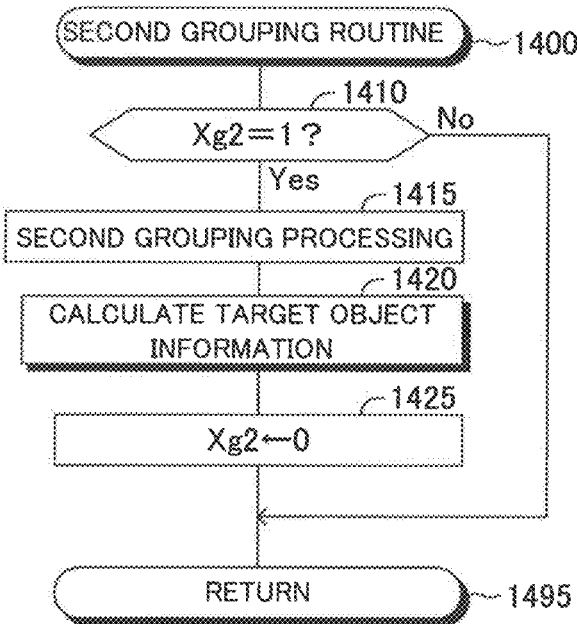 SECOND GROUPING ROUTINE
1400
1410
Xg2=1?
No
Yes
1415
SECOND GROUPING PROCESSING
1420
CALCULATE TARGET OBJECT
INFORMATION
1425
Xg2←0
RETURN
1495